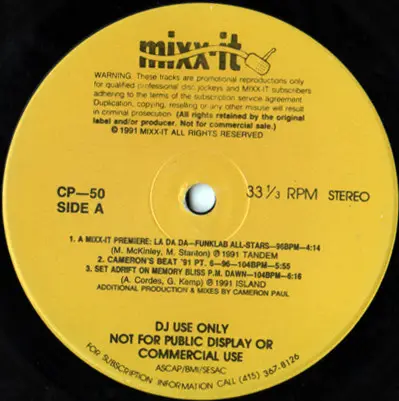 mixx·it
WARNING. These tracks are promotional reproductions only
for qualified professional disc jockeys and MIXX-IT subscribers
adhering to the terms of the subscription service agreement
Duplication, copying, reselling or any other misuse will result
in criminal prosecution (All rights retained by the original
label and/or producer. Not for commercial sale.)
© 1991 MIXX-IT ALL RIGHTS RESERVED
CP—50
SIDE A
33 1/3 RPM STEREO
1. A MIXX-IT PREMIERE: LA DA DA—FUNKLAB ALL-STARS—96BPM—4:14
(M. McKinley, M. Stanton) ℗ 1991 TANDEM
2. CAMERON'S BEAT '91 PT. 6—96—104BPM—5:55
3. SET ADRIFT ON MEMORY BLISS P.M. DAWN—104BPM—6:16
(A. Cordes, G. Kemp) ℗ 1991 ISLAND
ADDITIONAL PRODUCTION & MIXES BY CAMERON PAUL
DJ USE ONLY
NOT FOR PUBLIC DISPLAY OR
COMMERCIAL USE
ASCAP/BMI/SESAC
FOR SUBSCRIPTION INFORMATION CALL (415) 367-8126